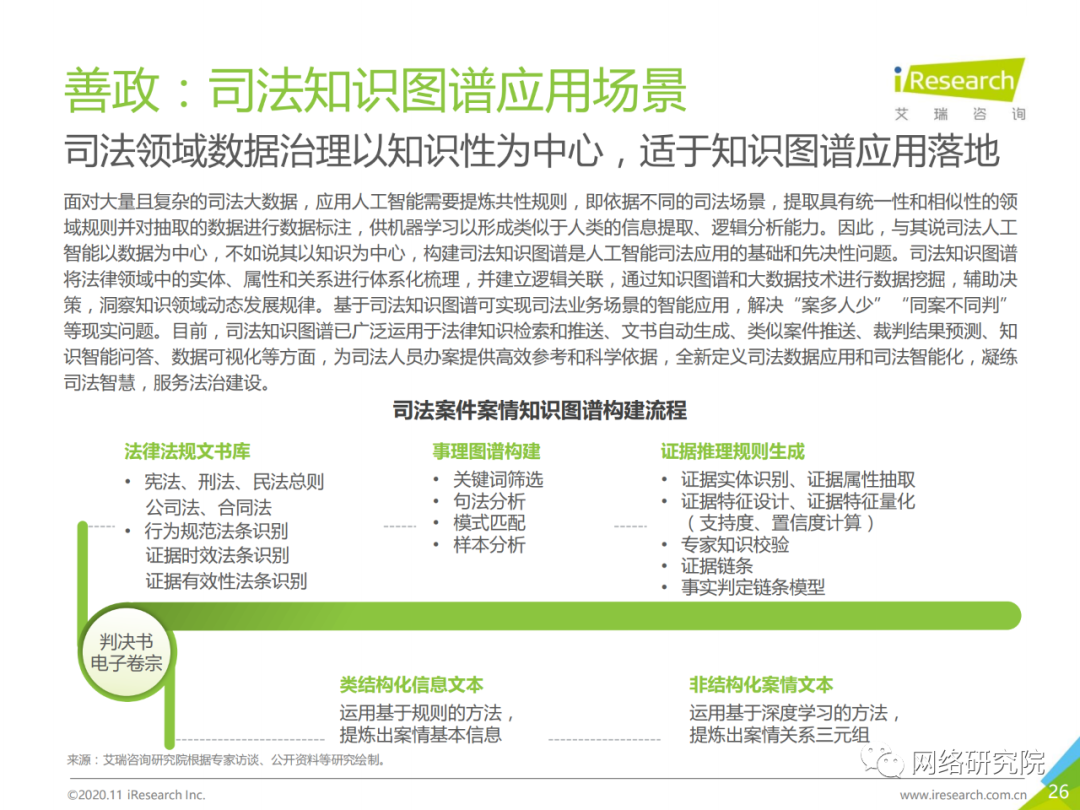 善政：司法知识图谱应用场景
iResearch
艾瑞咨询
司法领域数据治理以知识性为中心，适于知识图谱应用落地
面对大量且复杂的司法大数据，应用人工智能需要提炼共性规则，即依据不同的司法场景，提取具有统一性和相似性的领
域规则并对抽取的数据进行数据标注，供机器学习以形成类似于人类的信息提取、逻辑分析能力。因此，与其说司法人工
智能以数据为中心，不如说其以知识为中心，构建司法知识图谱是人工智能司法应用的基础和先决性问题。司法知识图谱
将法律领域中的实体、属性和关系进行体系化梳理，并建立逻辑关联，通过知识图谱和大数据技术进行数据挖掘，辅助决
策，洞察知识领域动态发展规律。基于司法知识图谱可实现司法业务场景的智能应用，解决“案多人少”“同案不同判”
等现实问题。目前，司法知识图谱已广泛运用于法律知识检索和推送、文书自动生成、类似案件推送、裁判结果预测、知
识智能问答、数据可视化等方面，为司法人员办案提供高效参考和科学依据，全新定义司法数据应用和司法智能化，凝练
司法智慧，服务法治建设。
司法案件案情知识图谱构建流程
法律法规文书库
• 宪法、刑法、民法总则
公司法、合同法
• 行为规范法条识别
证据时效法条识别
证据有效性法条识别
事理图谱构建
• 关键词筛选
• 句法分析
• 模式匹配
• 样本分析
证据推理规则生成
• 证据实体识别、证据属性抽取
• 证据特征设计、证据特征量化
（支持度、置信度计算）
• 专家知识校验
• 证据链条
• 事实判定链条模型
判决书
电子卷宗
类结构化信息文本
运用基于规则的方法，
提炼出案情基本信息
非结构化案情文本
运用基于深度学习的方法，
提炼出案情关系三元组
来源：艾瑞咨询研究院根据专家访谈、公开资料等研究绘制。
网络研究院
©2020.11 iResearch Inc.
www.iresearch.com.cn
26